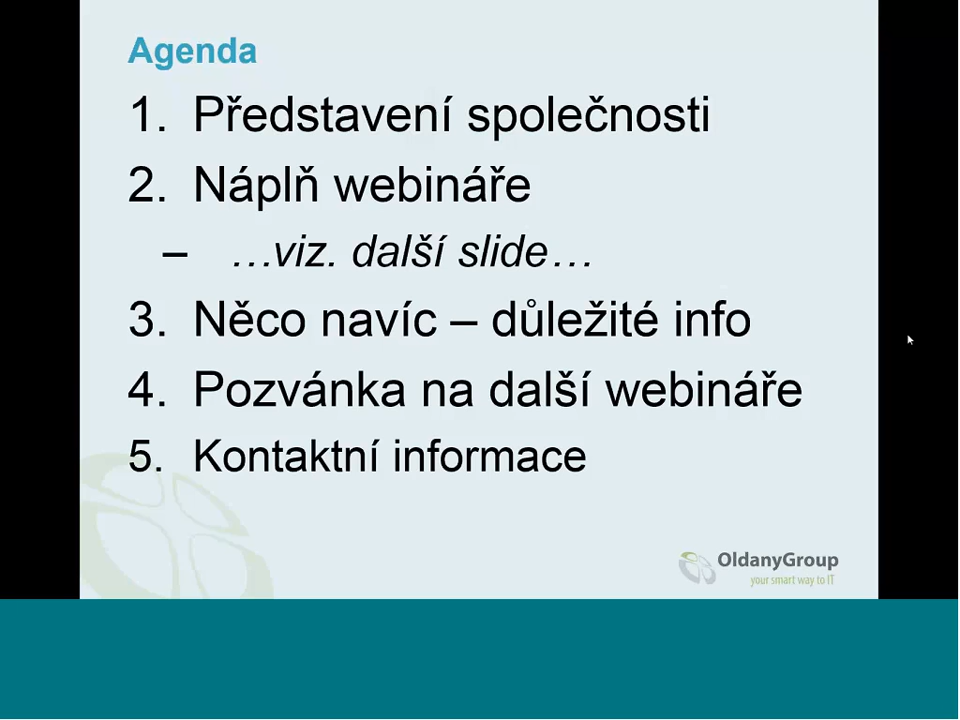 Agenda
1. Představení společnosti
2. Náplň webináře
– …viz. další slide…
3. Něco navíc – důležité info
4. Pozvánka na další webináře
5. Kontaktní informace
OldanyGroup
your smart way to IT